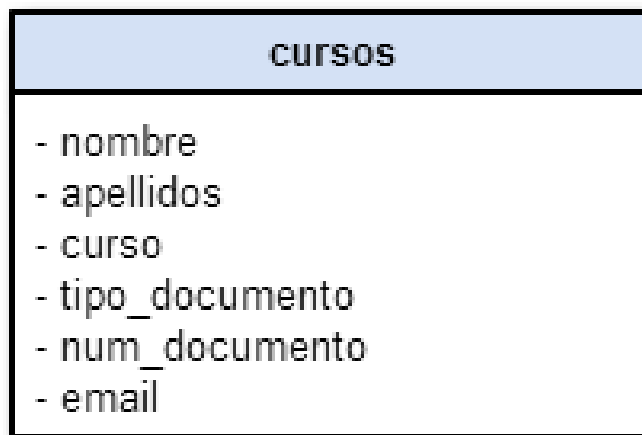 cursos
- nombre
- apellidos
- curso
- tipo_documento
- num_documento
- email